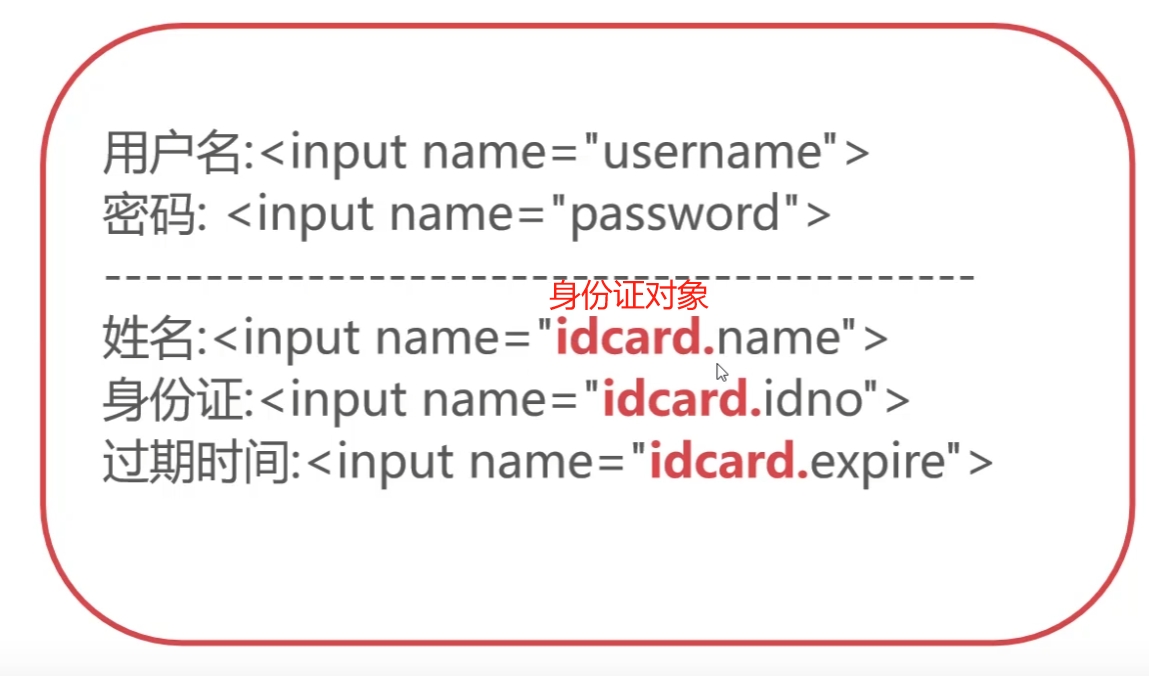 用户名:<input name="username">
密码: <input name="password">
--------------------------------------
身份证对象
姓名:<input name="idcard.name">
身份证:<input name="idcard.idno">
过期时间:<input name="idcard.expire">